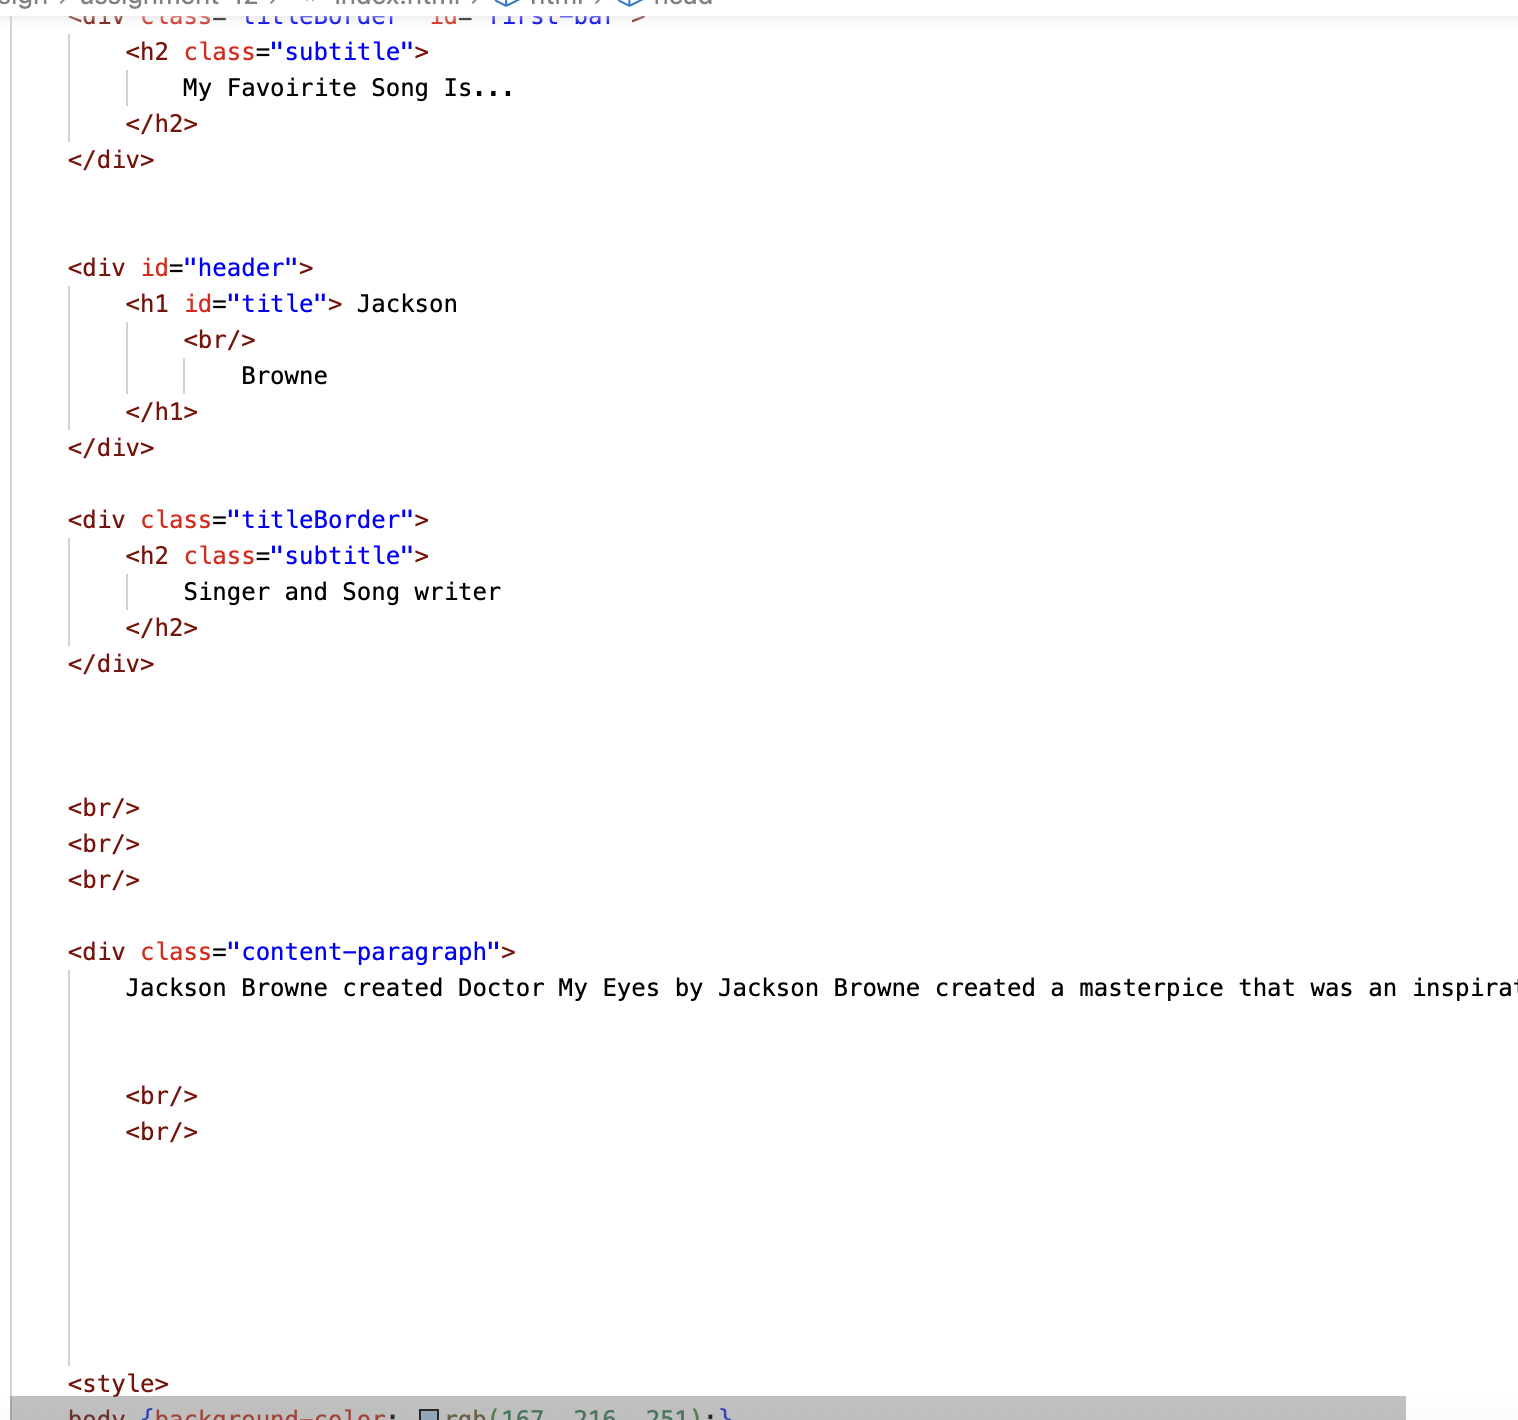 assignment-12 > index.html > html > head
<div class="titleBorder" id="first-bar">
<h2 class="subtitle">
My Favoirite Song Is...
</h2>
</div>
<div id="header">
<h1 id="title"> Jackson
<br/>
Browne
</h1>
</div>
<div class="titleBorder">
<h2 class="subtitle">
Singer and Song writer
</h2>
</div>
<br/>
<br/>
<br/>
<div class="content-paragraph">
Jackson Browne created Doctor My Eyes by Jackson Browne created a masterpice that was an
<br/>
<br/>
<style>
body {background-color: rgb(167, 216, 251);}